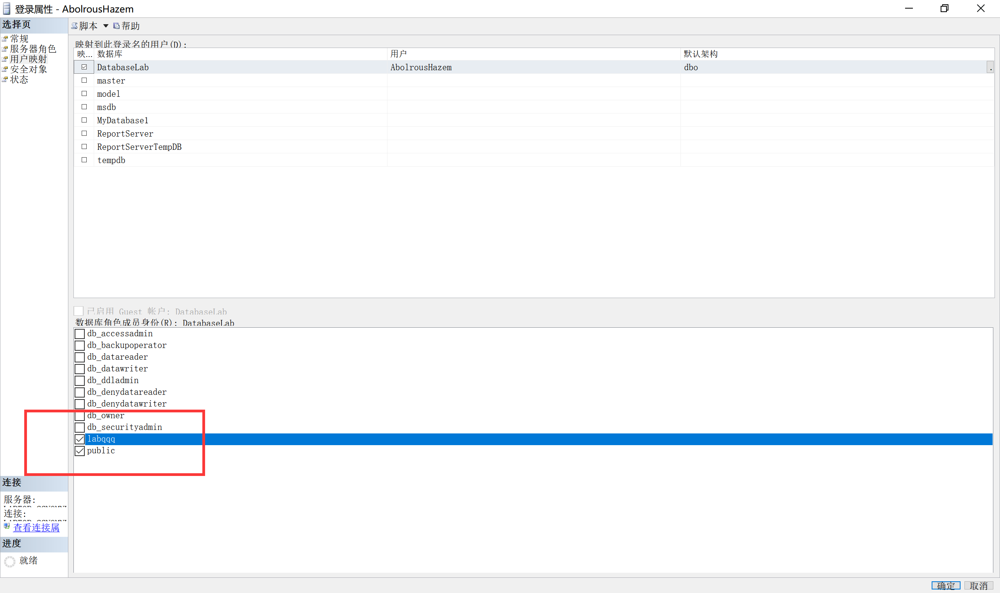 登录属性 - AbolrousHazem
选择页
常规
服务器角色
用户映射
安全对象
状态
脚本 帮助
映射到此登录名的用户(D):
映... 数据库 用户 默认架构
DatabaseLab AbolrousHazem dbo .
master
model
msdb
MyDatabase1
ReportServer
ReportServerTempDB
tempdb
已启用 Guest 帐户: DatabaseLab
数据库角色成员身份(R): DatabaseLab
db_accessadmin
db_backupoperator
db_datareader
db_datawriter
db_ddladmin
db_denydatareader
db_denydatawriter
db_owner
db_securityadmin
labqqq
public
连接
服务器:
连接:
查看连接属
进度
就绪
确定 取消